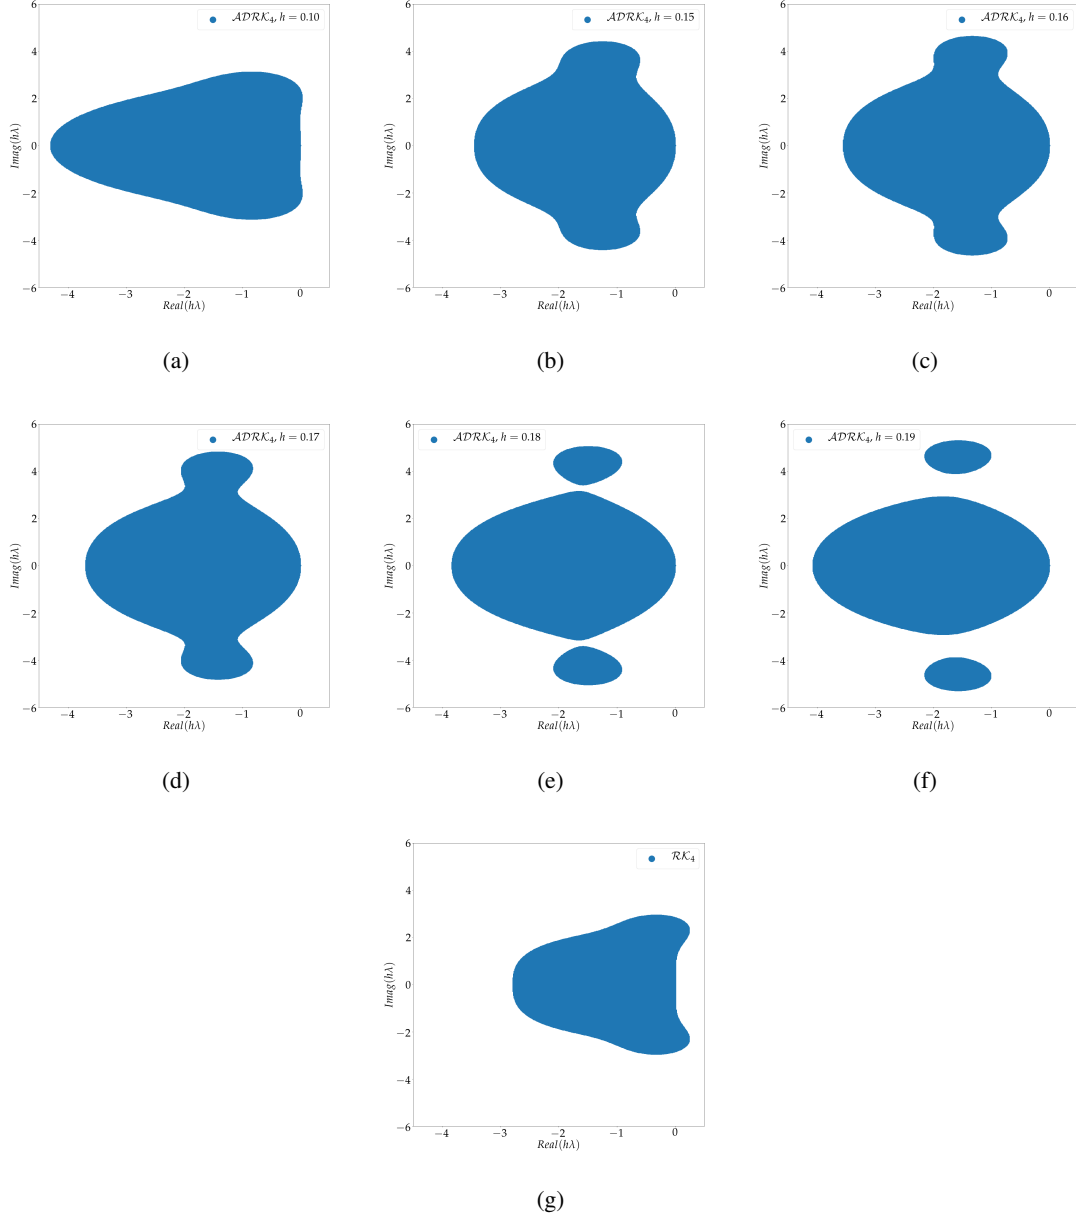 𝒜𝒟ℛ𝒦₄, h = 0.10
6
4
2
0
−2
−4
−6
Imag(hλ)
−4 −3 −2 −1 0
Real(hλ)
(a)
𝒜𝒟ℛ𝒦₄, h = 0.15
6
4
2
0
−2
−4
−6
Imag(hλ)
−4 −3 −2 −1 0
Real(hλ)
(b)
𝒜𝒟ℛ𝒦₄, h = 0.16
6
4
2
0
−2
−4
−6
Imag(hλ)
−4 −3 −2 −1 0
Real(hλ)
(c)
𝒜𝒟ℛ𝒦₄, h = 0.17
6
4
2
0
−2
−4
−6
Imag(hλ)
−4 −3 −2 −1 0
Real(hλ)
(d)
𝒜𝒟ℛ𝒦₄, h = 0.18
6
4
2
0
−2
−4
−6
Imag(hλ)
−4 −3 −2 −1 0
Real(hλ)
(e)
𝒜𝒟ℛ𝒦₄, h = 0.19
6
4
2
0
−2
−4
−6
Imag(hλ)
−4 −3 −2 −1 0
Real(hλ)
(f)
ℛ𝒦₄
6
4
2
0
−2
−4
−6
Imag(hλ)
−4 −3 −2 −1 0
Real(hλ)
(g)